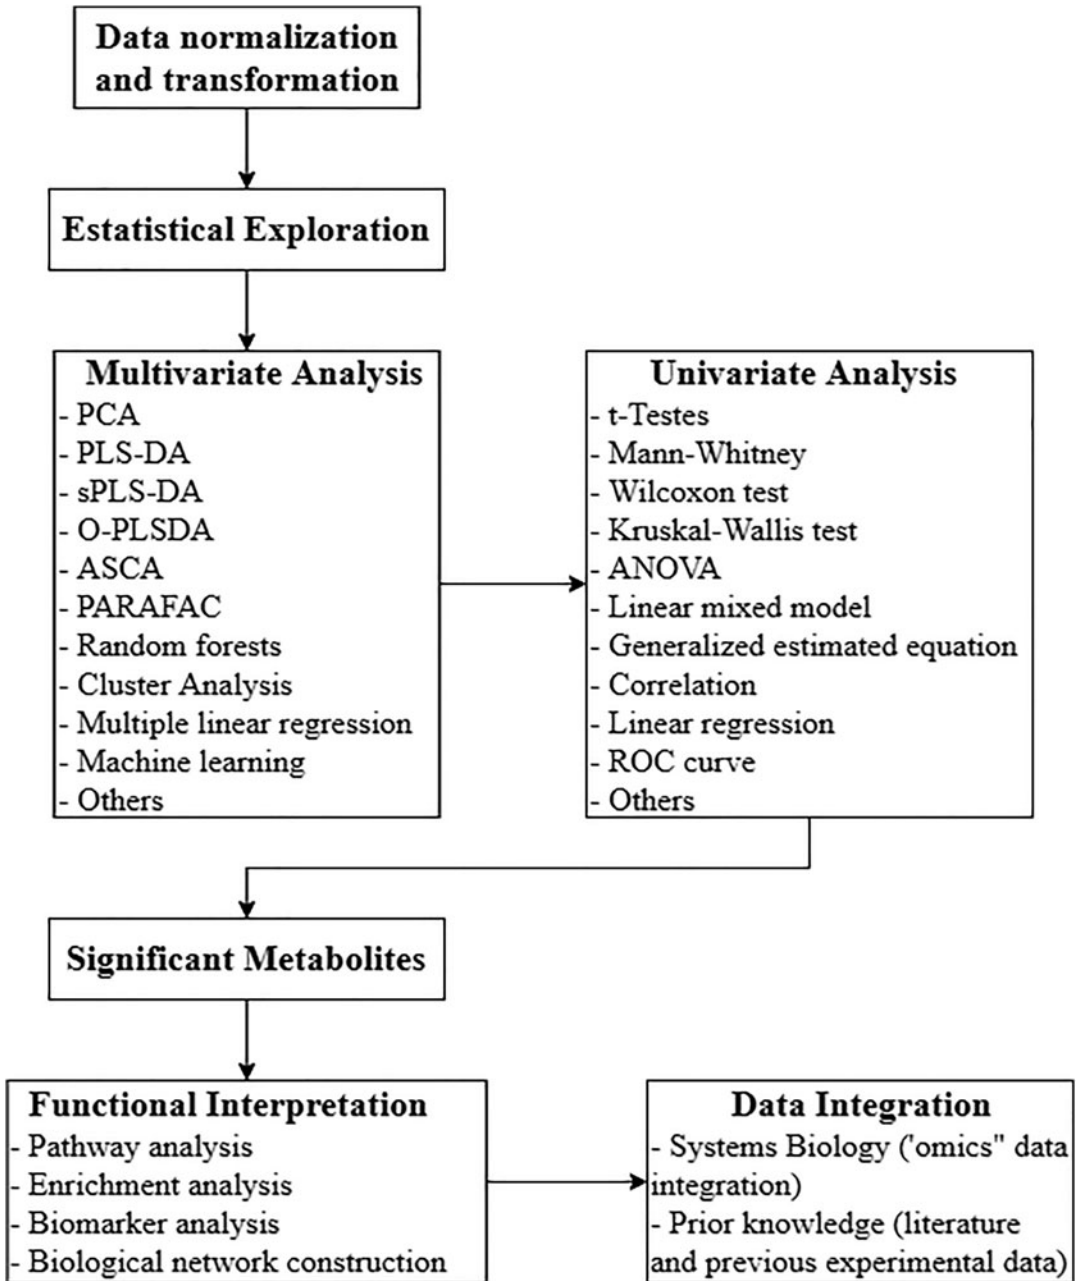 Data normalization
and transformation
Estatistical Exploration
Multivariate Analysis
- PCA
- PLS-DA
- sPLS-DA
- O-PLSDA
- ASCA
- PARAFAC
- Random forests
- Cluster Analysis
- Multiple linear regression
- Machine learning
- Others
Univariate Analysis
- t-Testes
- Mann-Whitney
- Wilcoxon test
- Kruskal-Wallis test
- ANOVA
- Linear mixed model
- Generalized estimated equation
- Correlation
- Linear regression
- ROC curve
- Others
Significant Metabolites
Functional Interpretation
- Pathway analysis
- Enrichment analysis
- Biomarker analysis
- Biological network construction
Data Integration
- Systems Biology ('omics" data
integration)
- Prior knowledge (literature
and previous experimental data)